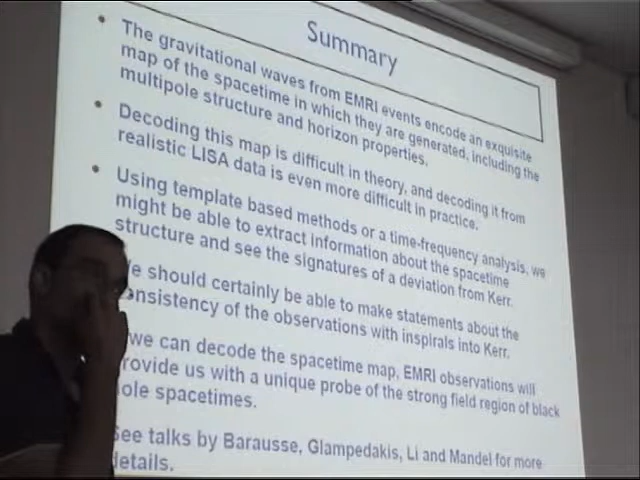 Summary
The gravitational waves from EMRI events encode an exquisite
map of the spacetime in which they are generated, including the
multipole structure and horizon properties.
Decoding this map is difficult in theory, and decoding it from
realistic LISA data is even more difficult in practice.
Using template based methods or a time-frequency analysis, we
might be able to extract information about the spacetime
structure and see the signatures of a deviation from Kerr.
e should certainly be able to make statements about the
onsistency of the observations with inspirals into Kerr.
we can decode the spacetime map, EMRI observations will
rovide us with a unique probe of the strong field region of black
ole spacetimes.
See talks by Barausse, Glampedakis, Li and Mandel for more
details.